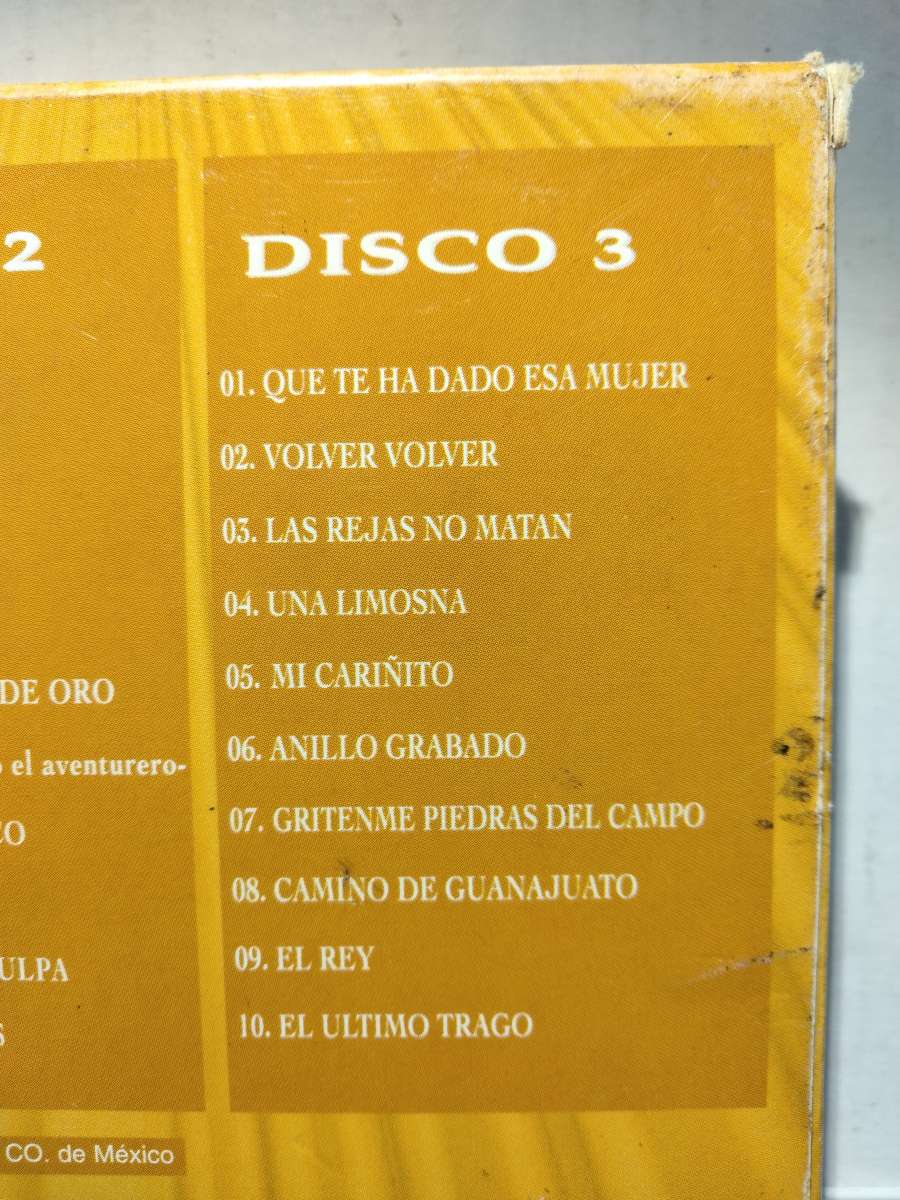 2
DE ORO
el aventurero-
CO
ULPA
S
CO. de México
DISCO 3
01. QUE TE HA DADO ESA MUJER
02. VOLVER VOLVER
03. LAS REJAS NO MATAN
04. UNA LIMOSNA
05. MI CARIÑITO
06. ANILLO GRABADO
07. GRITENME PIEDRAS DEL CAMPO
08. CAMINO DE GUANAJUATO
09. EL REY
10. EL ULTIMO TRAGO